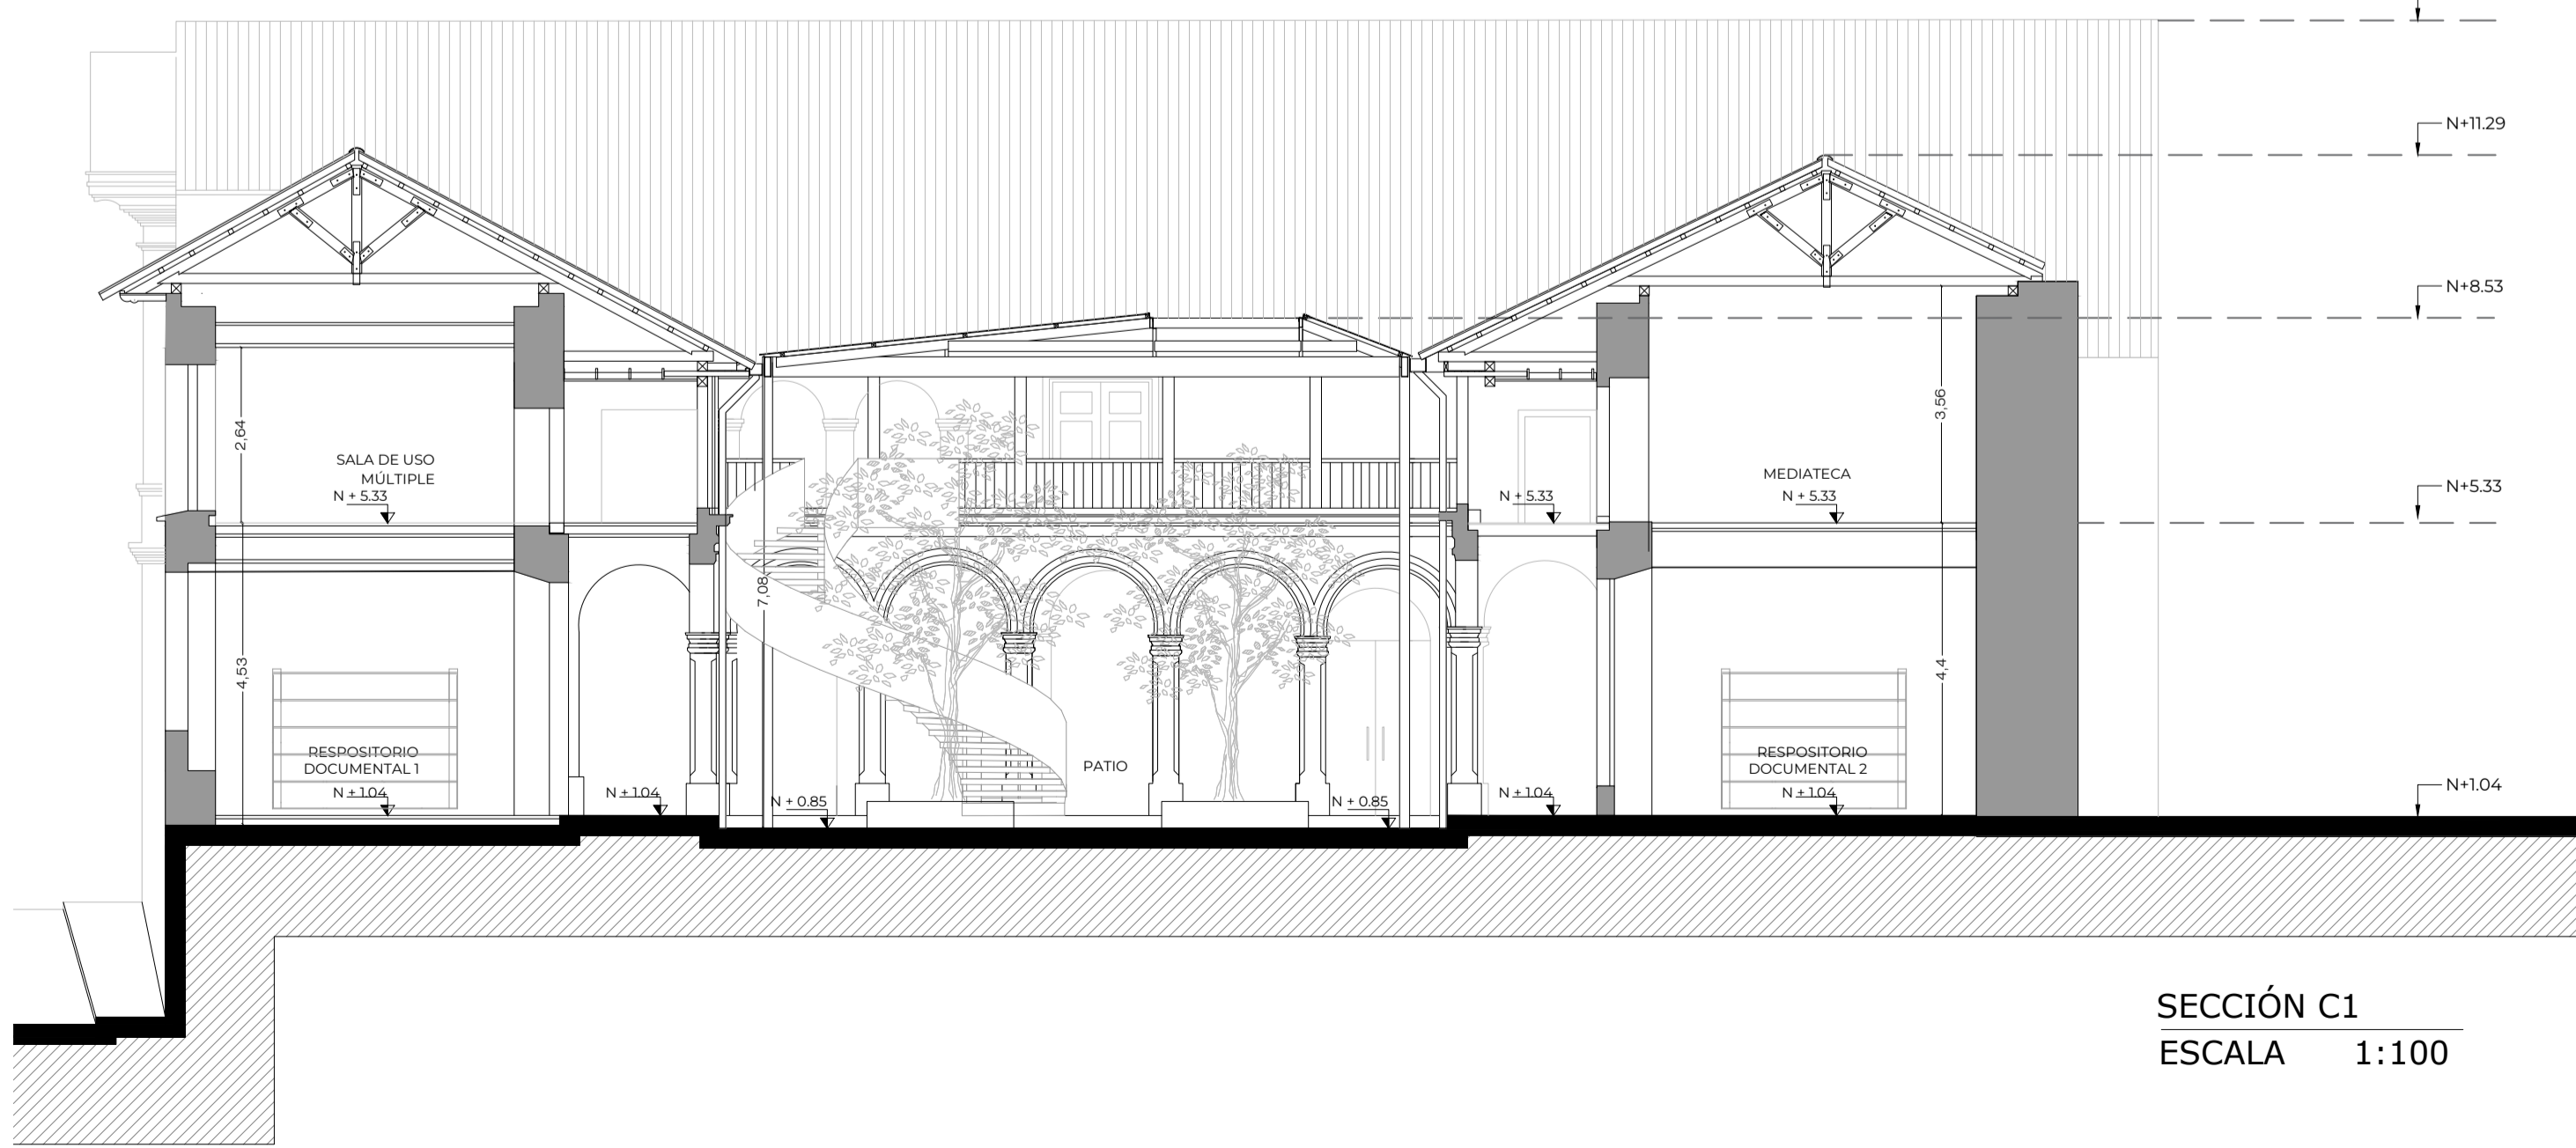 N+11.29
N+8.53
N+5.33
N+1.04
2,64
SALA DE USO
MÚLTIPLE
N + 5.33
4,53
RESPOSITORIO
DOCUMENTAL 1
N + 1.04
N + 1.04
7,08
N + 0.85
PATIO
N + 0.85
N + 5.33
N + 1.04
MEDIATECA
N + 5.33
3,56
4,4
RESPOSITORIO
DOCUMENTAL 2
N + 1.04
SECCIÓN C1
ESCALA 1:100